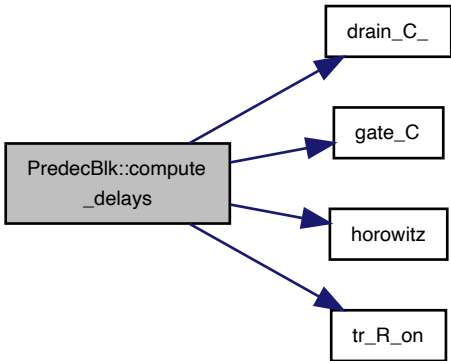 PredecBlk::compute
_delays
drain_C_
gate_C
horowitz
tr_R_on